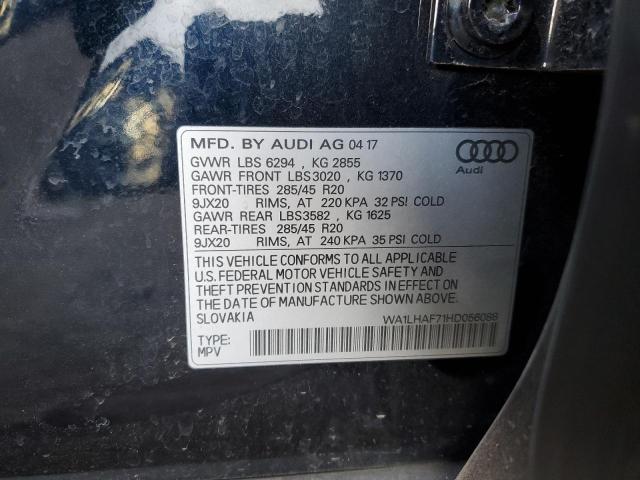 MFD. BY AUDI AG 04 17
GVWR LBS 6294 , KG 2855
GAWR FRONT LBS 3020 , KG 1370
FRONT-TIRES 285/45 R20
9JX20 RIMS, AT 220 KPA 32 PSI COLD
GAWR REAR LBS3582 , KG 1625
REAR-TIRES 285/45 R20
9JX20 RIMS, AT 240 KPA 35 PSI COLD
Audi
THIS VEHICLE CONFORMS TO ALL APPLICABLE
U.S. FEDERAL MOTOR VEHICLE SAFETY AND
THEFT PREVENTION STANDARDS IN EFFECT ON
THE DATE OF MANUFACTURE SHOWN ABOVE.
SLOVAKIA WA1LHAF71HD056088
TYPE:
MPV